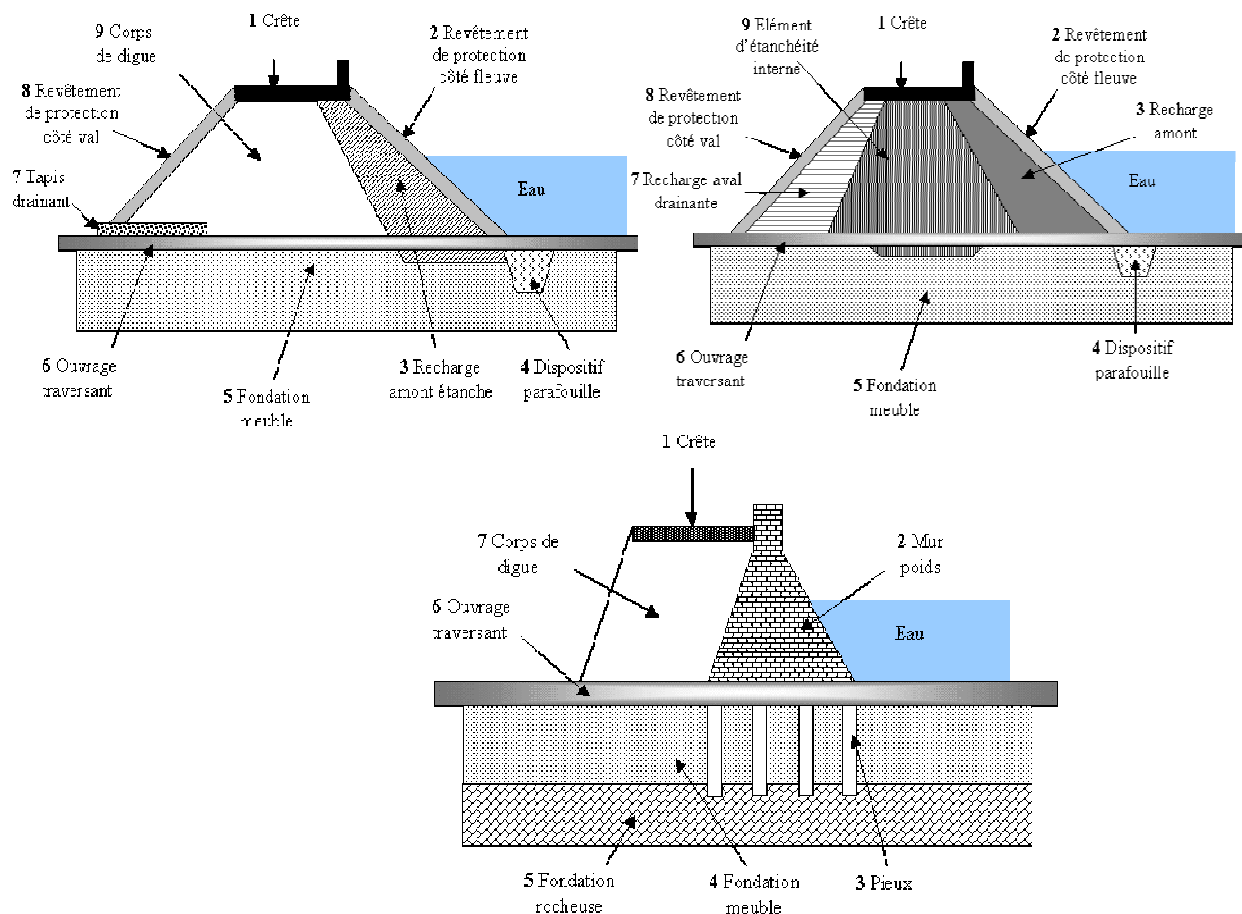 1 Crête
9 Corps
de digue
2 Revêtement
de protection
côté fleuve
8 Revêtement
de protection
côté val
7 Tapis
drainant
Eau
6 Ouvrage
traversant
5 Fondation
meuble
3 Recharge
amont étanche
4 Dispositif
parafouille
9 Elément
d'étanchéité
interne
1 Crête
2 Revêtement
de protection
côté fleuve
8 Revêtement
de protection
côté val
3 Recharge
amont
7 Recharge aval
drainante
Eau
6 Ouvrage
traversant
5 Fondation
meuble
4 Dispositif
parafouille
1 Crête
7 Corps de
digue
2 Mur
poids
6 Ouvrage
traversant
Eau
5 Fondation
rocheuse
4 Fondation
meuble
3 Pieux